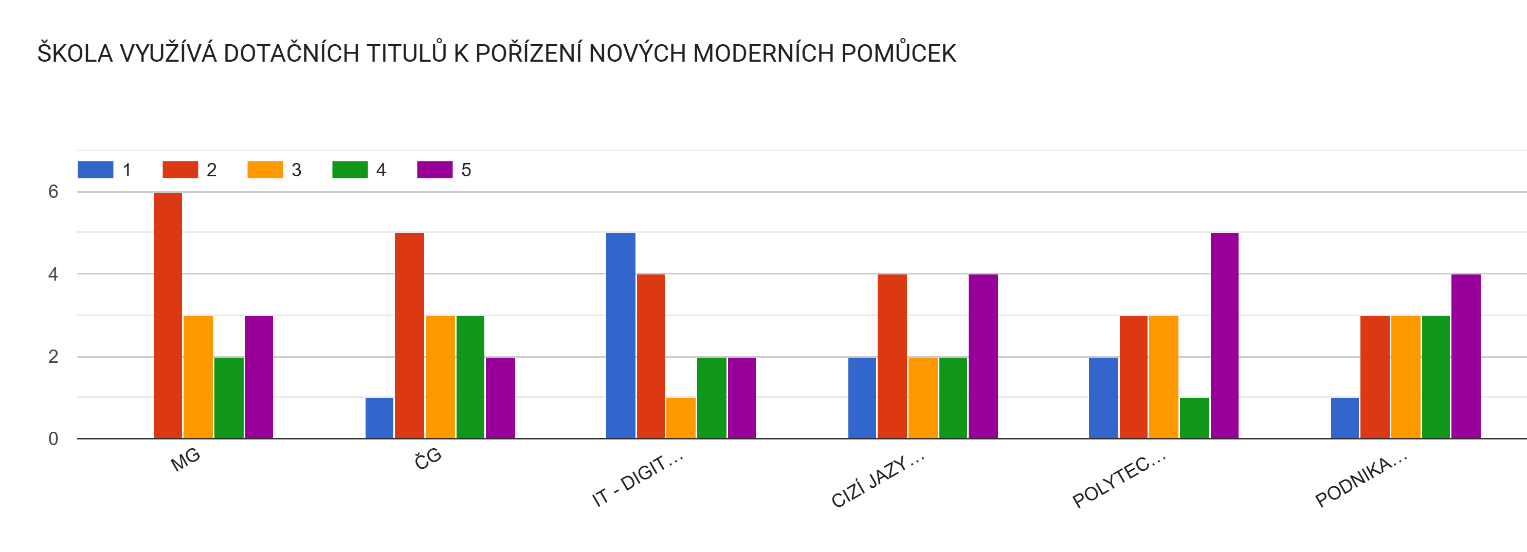 ŠKOLA VYUŽÍVÁ DOTAČNÍCH TITULŮ K POŘÍZENÍ NOVÝCH MODERNÍCH POMŮCEK
1 2 3 4 5
6
4
2
0
MG ČG IT - DIGIT... CIZÍ JAZY... POLYTEC... PODNIKA...